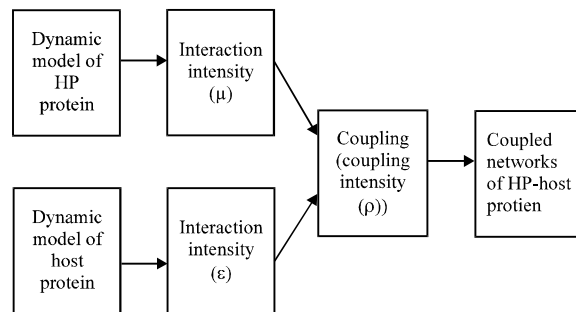 Dynamic
model of
HP
protein
Interaction
intensity
(μ)
Dynamic
model of
host
protein
Interaction
intensity
(ε)
Coupling
(coupling
intensity
(ρ))
Coupled
networks
of HP-host
protien